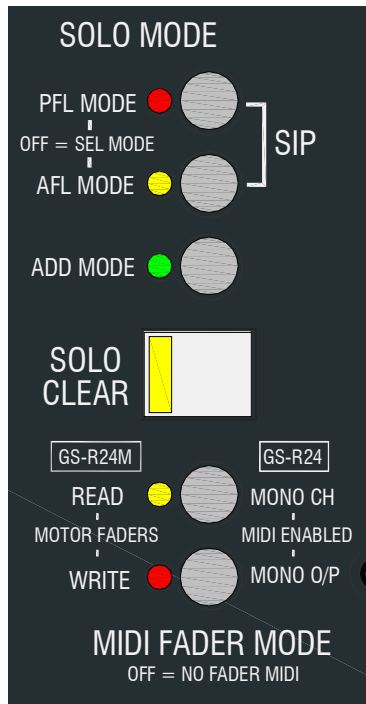 SOLO MODE
PFL MODE
OFF = SEL MODE
SIP
AFL MODE
ADD MODE
SOLO
CLEAR
GS-R24M GS-R24
READ MONO CH
MOTOR FADERS MIDI ENABLED
WRITE MONO O/P
MIDI FADER MODE
OFF = NO FADER MIDI